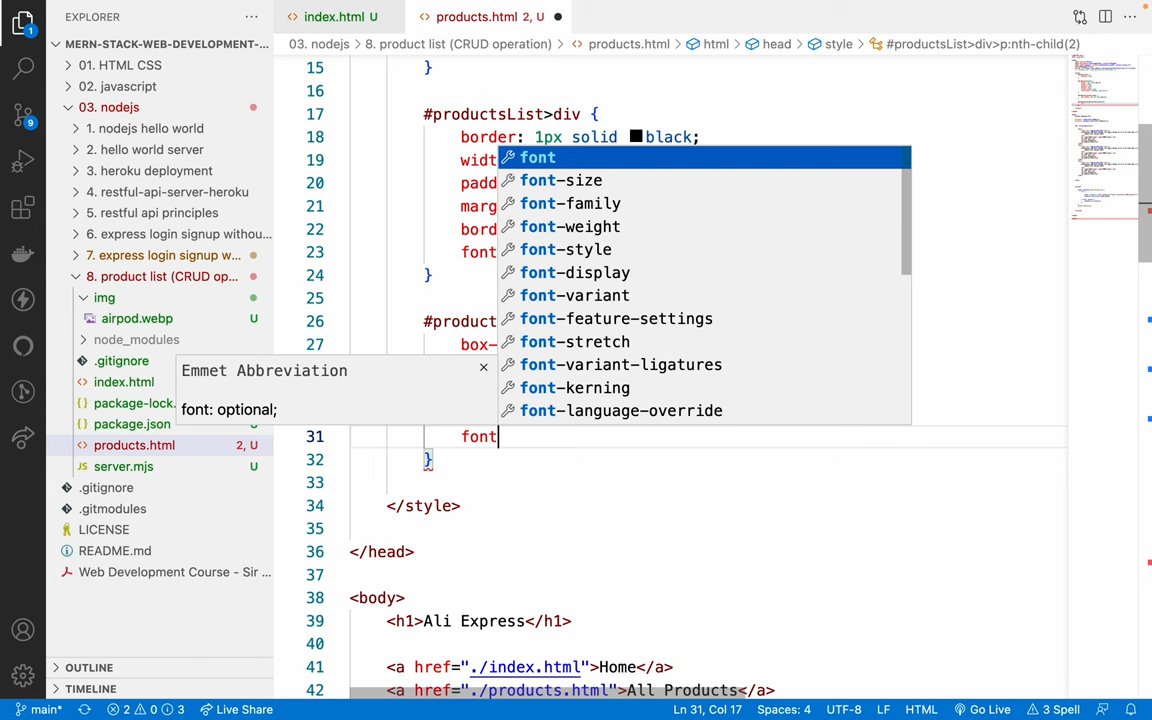 EXPLORER
index.html U
products.html 2, U
MERN-STACK-WEB-DEVELOPMENT-...
03. nodejs > 8. product list (CRUD operation) > products.html > html > head > style > #productsList>div>p:nth-child(2)
01. HTML CSS
02. javascript
03. nodejs
1. nodejs hello world
2. hello world server
3. heroku deployment
4. restful-api-server-heroku
5. restful api principles
6. express login signup withou...
7. express login signup w...
8. product list (CRUD op...
img
airpod.webp U
node_modules
.gitignore
index.html
package-lock.
package.json U
products.html 2, U
server.mjs U
.gitignore
.gitmodules
LICENSE
README.md
Web Development Course - Sir ...
OUTLINE
TIMELINE
15 }
16
17 #productsList>div {
18 border: 1px solid black;
19 widt
20 padd
21 marg
22 bord
23 font
24 }
25
26 #product
27 box-
31 font
32 }
33
34 </style>
35
36 </head>
37
38 <body>
39 <h1>Ali Express</h1>
40
41 <a href="./index.html">Home</a>
42 <a href="./products.html">All Products</a>
font
font-size
font-family
font-weight
font-style
font-display
font-variant
font-feature-settings
font-stretch
font-variant-ligatures
font-kerning
font-language-override
Emmet Abbreviation ×
font: optional;
1
9
main* 2 0 3 Live Share
Ln 31, Col 17 Spaces: 4 UTF-8 LF HTML Go Live 3 Spell